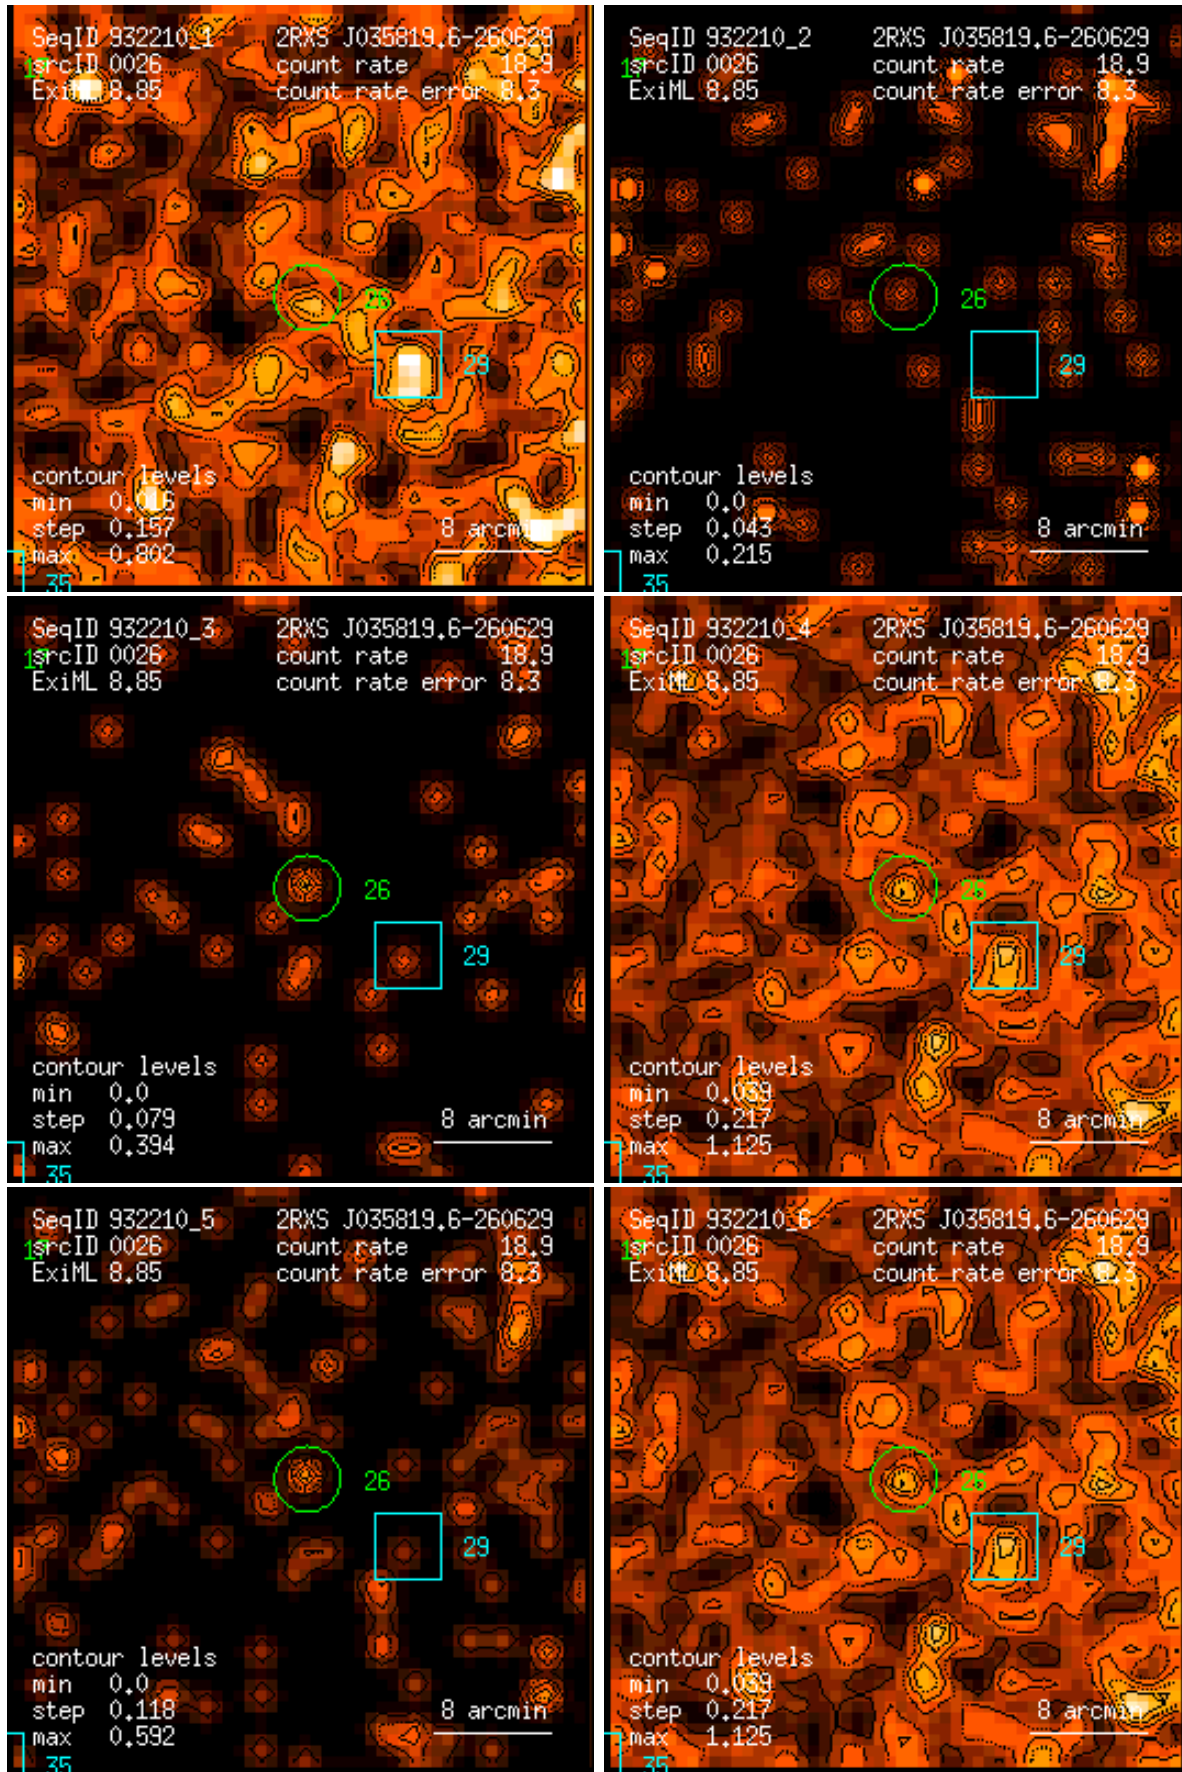 SeqID 932210_1 2RXS J035819.6-260629
17
srcID 0026 count rate 18.9
ExiML 8.85 count rate error 8.3
26
29
contour levels
min 0.016
step 0.157 8 arcmin
max 0.802
35
SeqID 932210_2 2RXS J035819.6-260629
17
srcID 0026 count rate 18.9
ExiML 8.85 count rate error 8.3
26
29
contour levels
min 0.0
step 0.043 8 arcmin
max 0.215
35
SeqID 932210_3 2RXS J035819.6-260629
17
srcID 0026 count rate 18.9
ExiML 8.85 count rate error 8.3
26
29
contour levels
min 0.0
step 0.079 8 arcmin
max 0.394
35
SeqID 932210_4 2RXS J035819.6-260629
17
srcID 0026 count rate 18.9
ExiML 8.85 count rate error 8.3
26
29
contour levels
min 0.039
step 0.217 8 arcmin
max 1.125
35
SeqID 932210_5 2RXS J035819.6-260629
17
srcID 0026 count rate 18.9
ExiML 8.85 count rate error 8.3
26
29
contour levels
min 0.0
step 0.118 8 arcmin
max 0.592
35
SeqID 932210_6 2RXS J035819.6-260629
17
srcID 0026 count rate 18.9
ExiML 8.85 count rate error 8.3
26
29
contour levels
min 0.039
step 0.217 8 arcmin
max 1.125
35